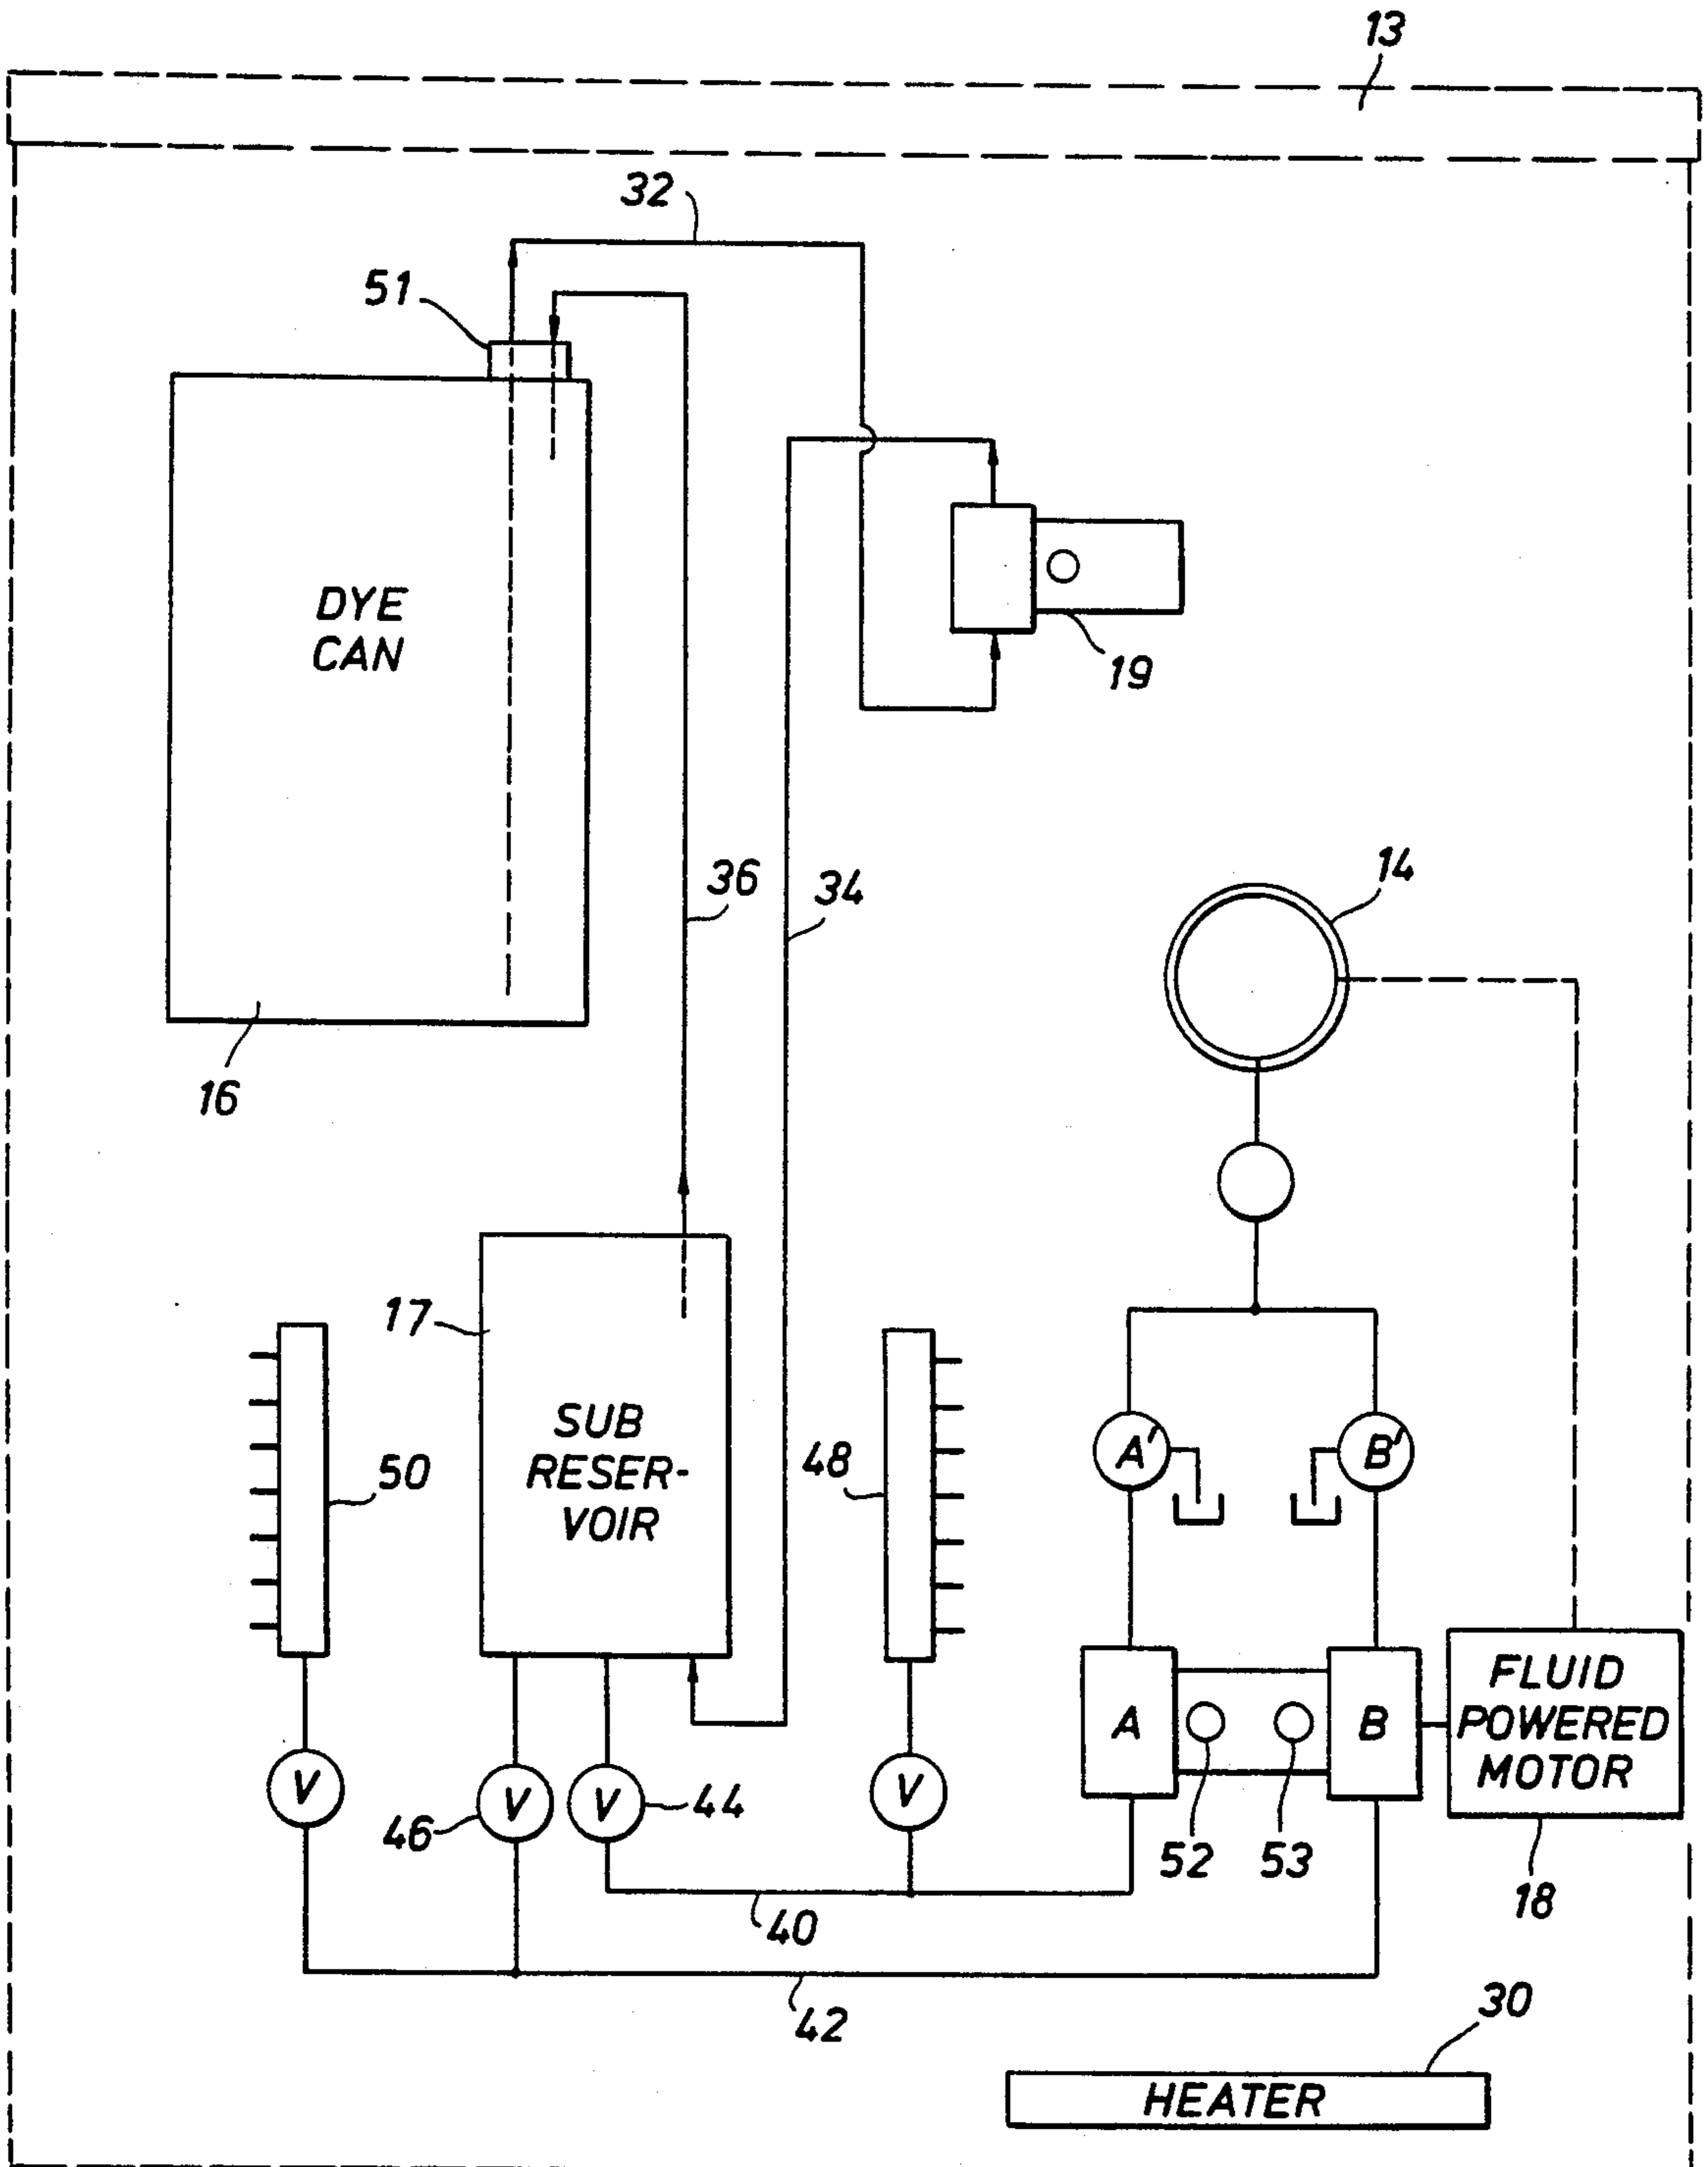 13
32
51
DYE
CAN
19
36
34
14
16
17
SUB
RESER-
VOIR
50
48
A'
B'
A
B
FLUID
POWERED
MOTOR
V
V
V
V
46
44
52
53
18
40
42
30
HEATER